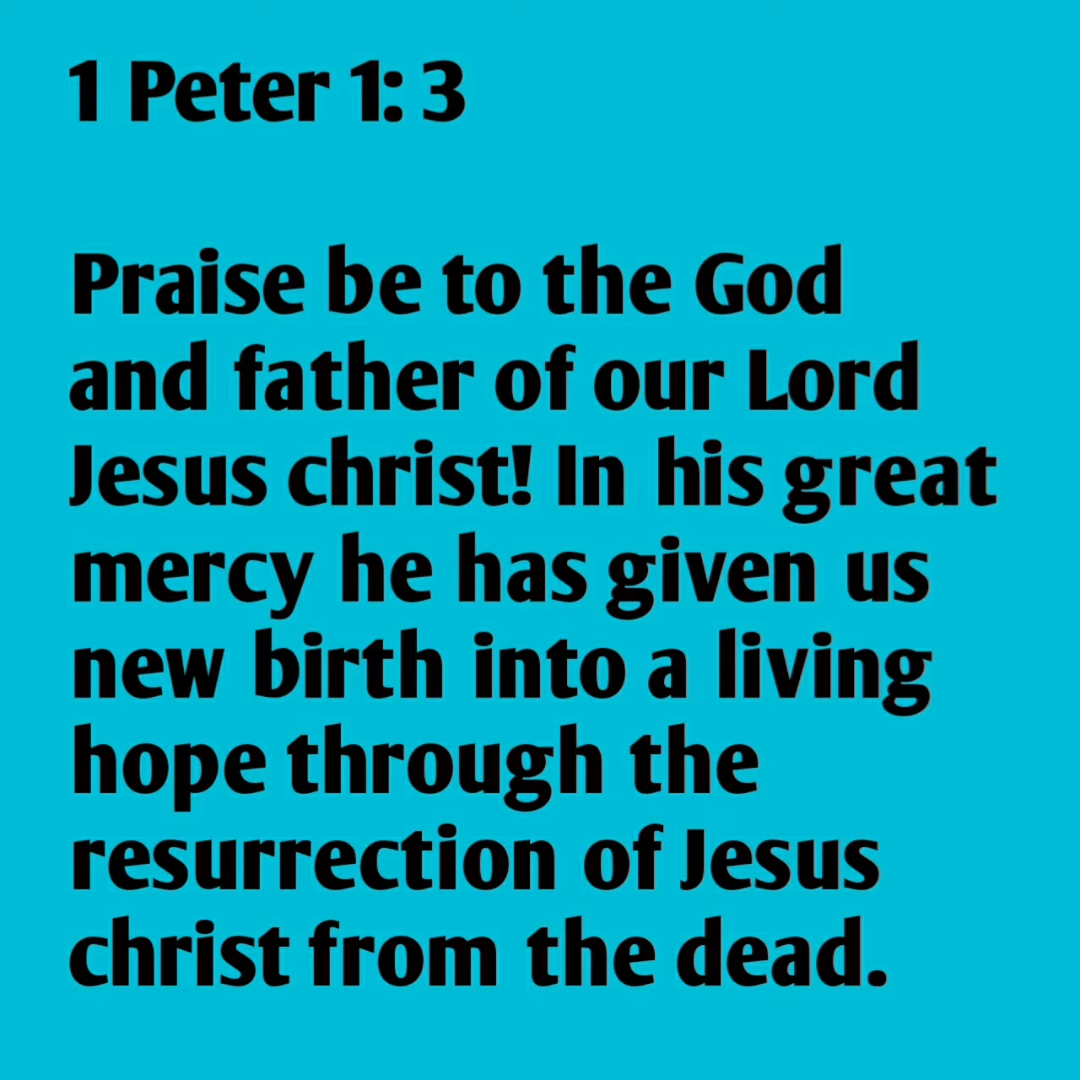 1 Peter 1: 3
Praise be to the God
and father of our Lord
Jesus christ! In his great
mercy he has given us
new birth into a living
hope through the
resurrection of Jesus
christ from the dead.